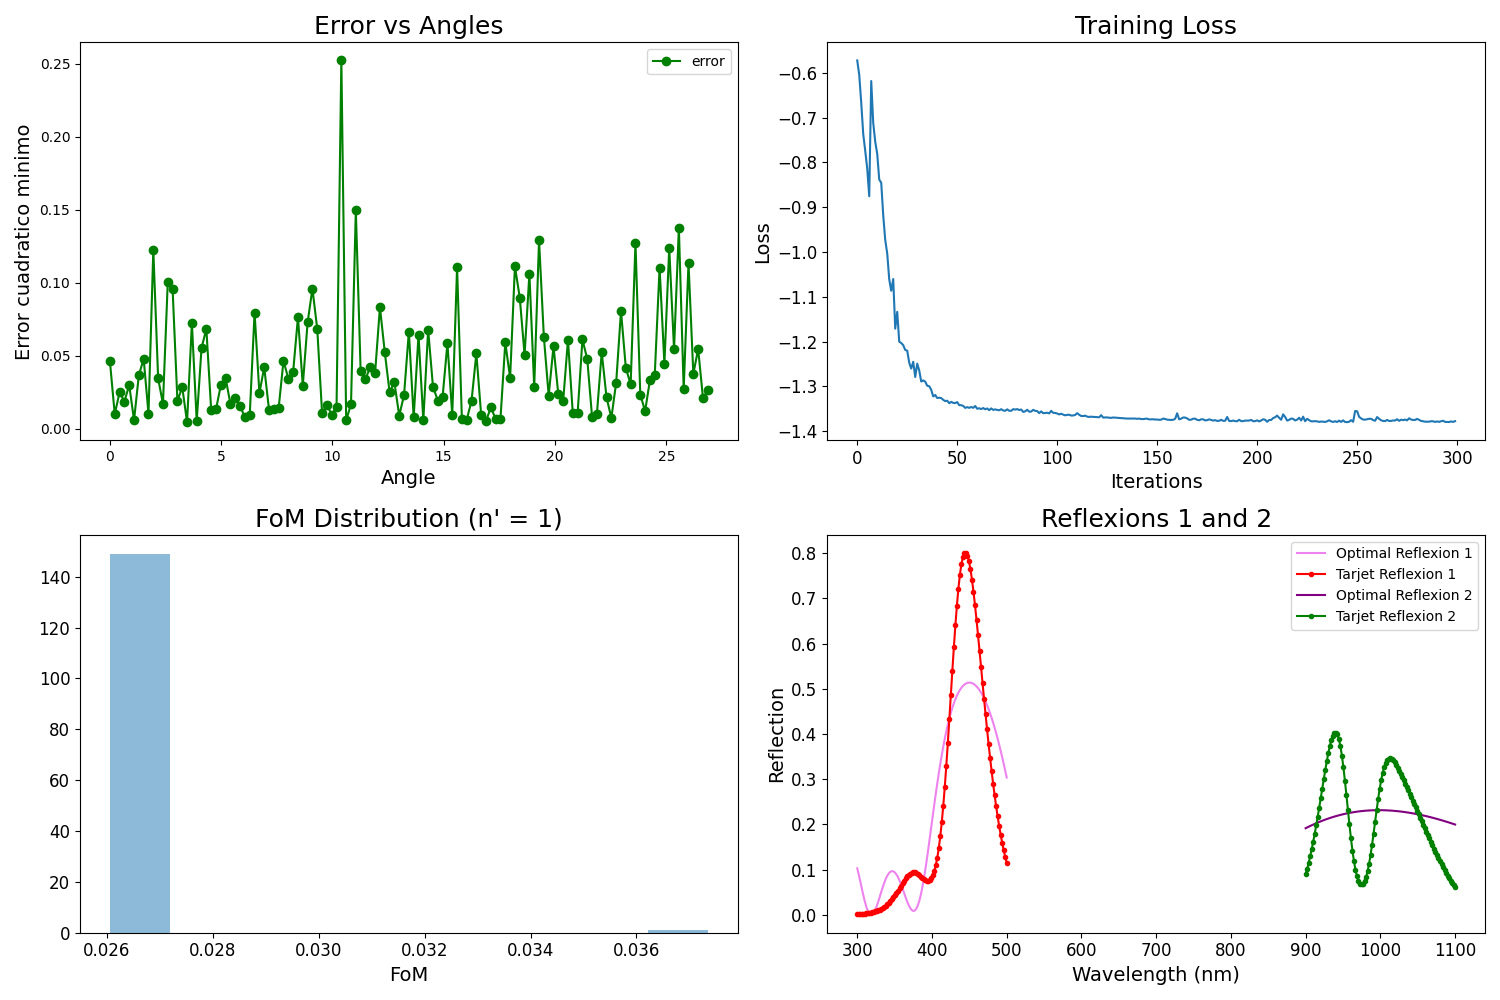 Error vs Angles
error
0.25
0.20
0.15
0.10
0.05
0.00
Error cuadratico minimo
0 5 10 15 20 25
Angle
Training Loss
−0.6
−0.7
−0.8
−0.9
−1.0
−1.1
−1.2
−1.3
−1.4
Loss
0 50 100 150 200 250 300
Iterations
FoM Distribution (n' = 1)
140
120
100
80
60
40
20
0
0.026 0.028 0.030 0.032 0.034 0.036
FoM
Reflexions 1 and 2
Optimal Reflexion 1
Tarjet Reflexion 1
Optimal Reflexion 2
Tarjet Reflexion 2
0.8
0.7
0.6
0.5
0.4
0.3
0.2
0.1
0.0
Reflection
300 400 500 600 700 800 900 1000 1100
Wavelength (nm)